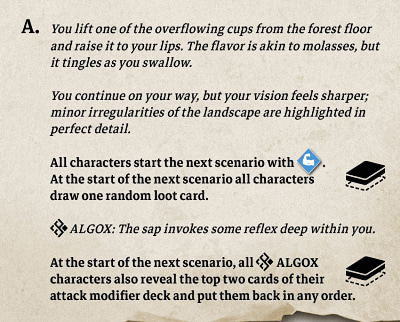 A. You lift one of the overflowing cups from the forest floor
and raise it to your lips. The flavor is akin to molasses, but
it tingles as you swallow.
You continue on your way, but your vision feels sharper;
minor irregularities of the landscape are highlighted in
perfect detail.
All characters start the next scenario with .
At the start of the next scenario all characters
draw one random loot card.
ALGOX: The sap invokes some reflex deep within you.
At the start of the next scenario, all ALGOX
characters also reveal the top two cards of their
attack modifier deck and put them back in any order.